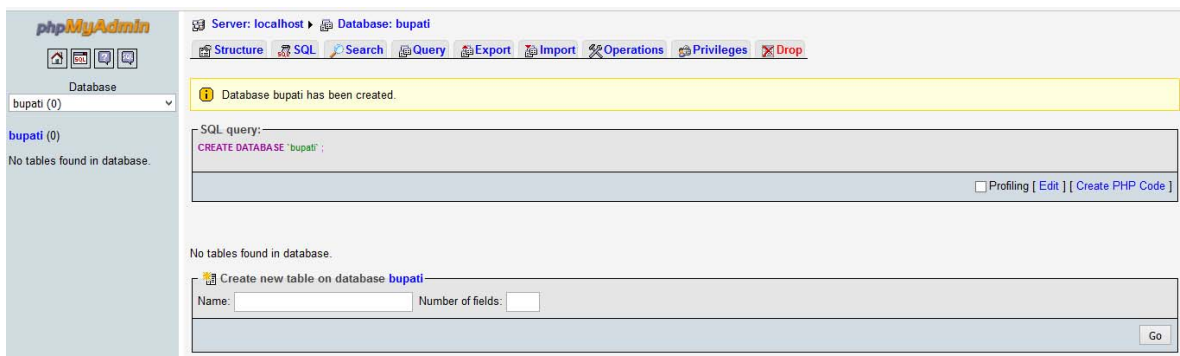 phpMyAdmin
SQL
Database
bupati (0)
bupati (0)
No tables found in database.
Server: localhost Database: bupati
Structure SQL Search Query Export Import Operations Privileges Drop
Database bupati has been created.
SQL query:
CREATE DATABASE `bupati` ;
Profiling [ Edit ] [ Create PHP Code ]
No tables found in database.
Create new table on database bupati
Name: Number of fields:
Go